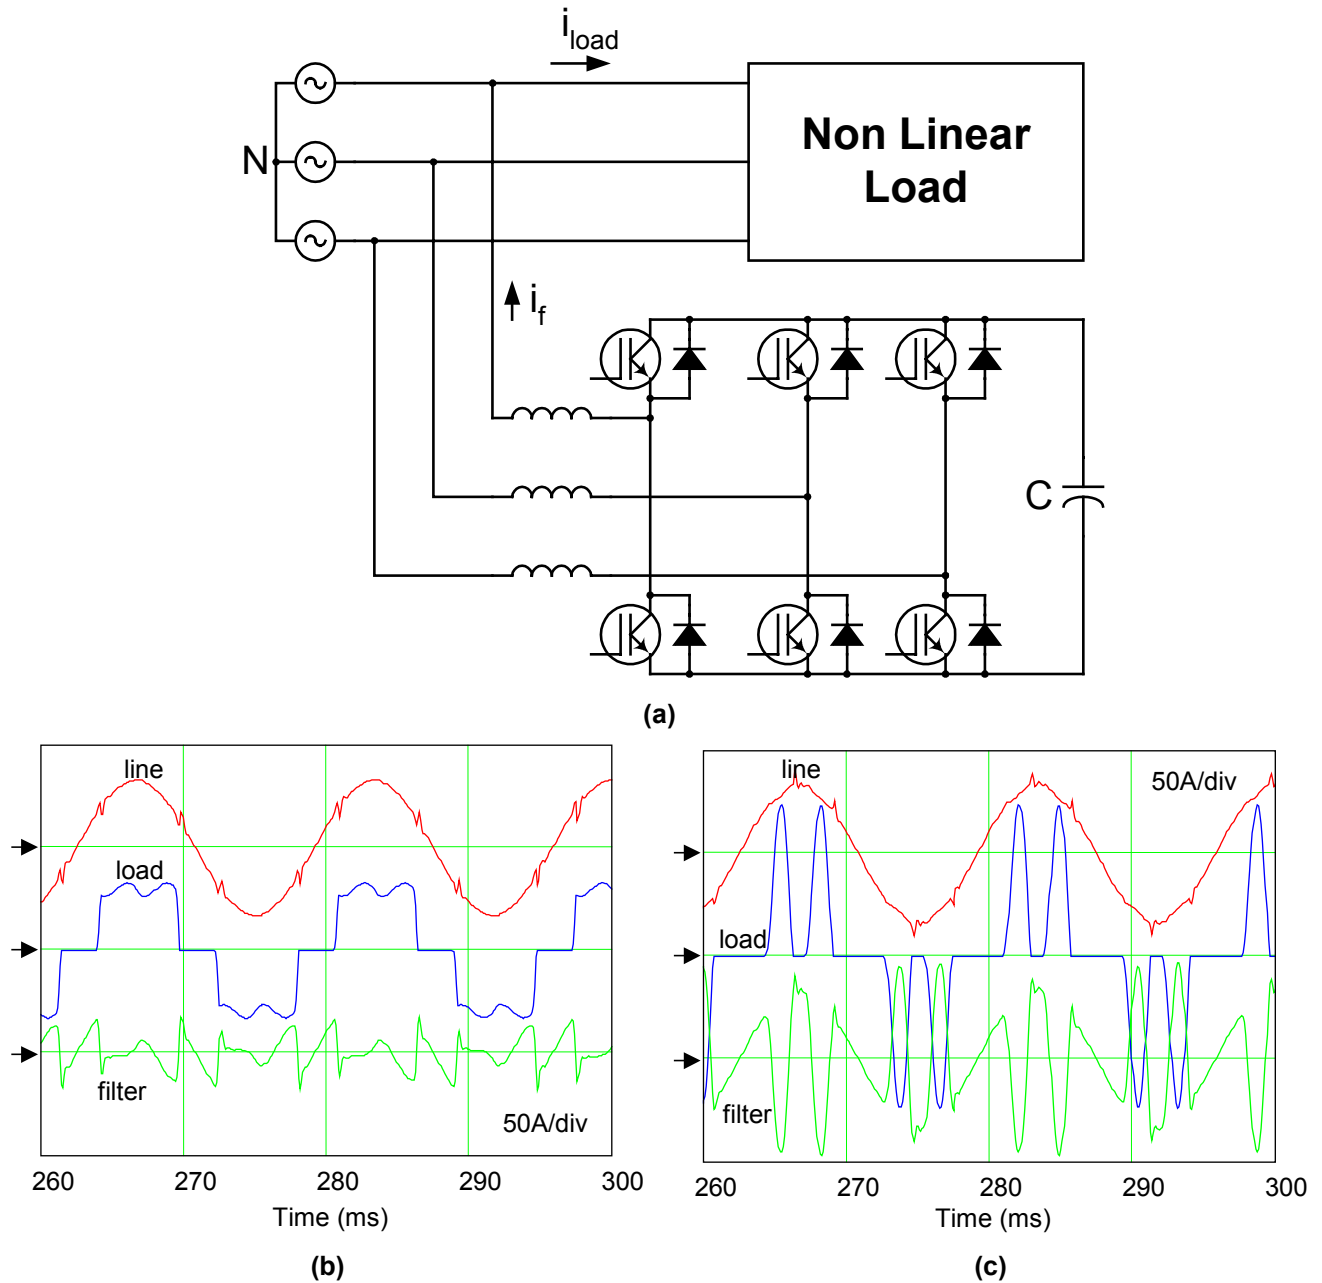 i_load
N
Non Linear
Load
i_f
C
(a)
line
load
filter
50A/div
260 270 280 290 300
Time (ms)
(b)
line
50A/div
load
filter
260 270 280 290 300
Time (ms)
(c)